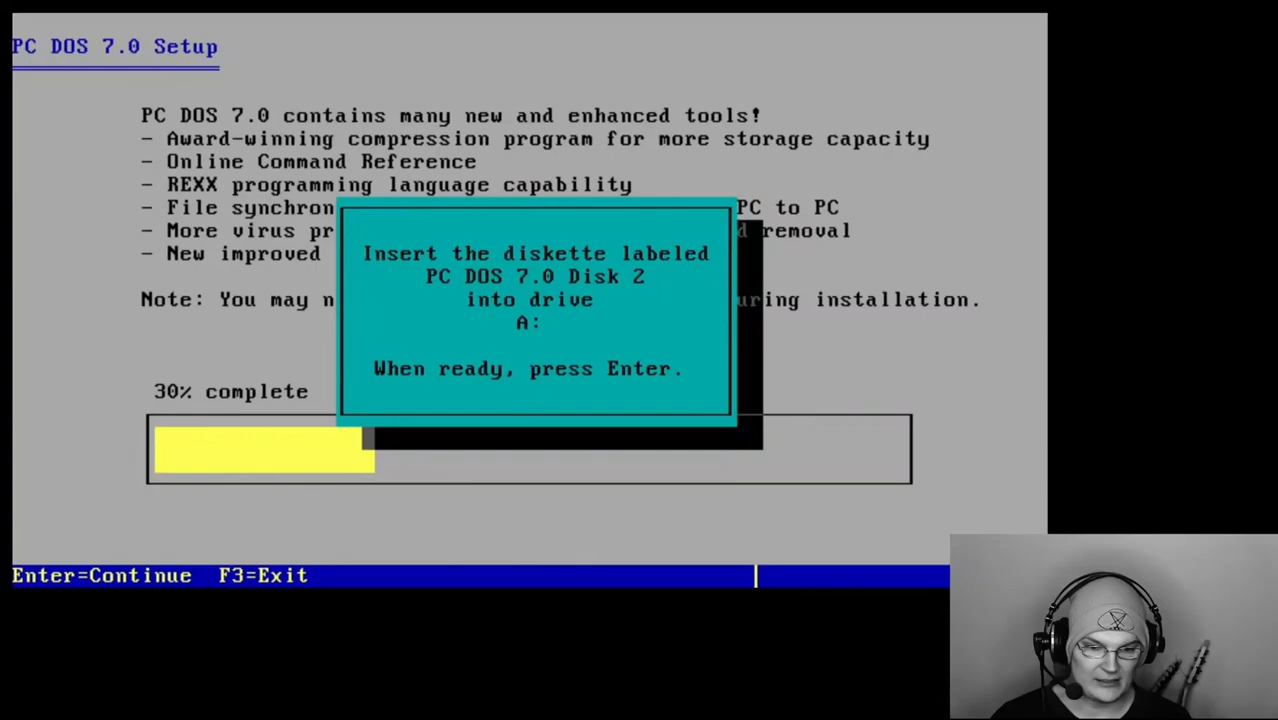 PC DOS 7.0 Setup
PC DOS 7.0 contains many new and enhanced tools!
- Award-winning compression program for more storage capacity
- Online Command Reference
- REXX programming language capability
- File synchron PC to PC
- More virus pr d removal
- New improved
Note: You may n uring installation.
Insert the diskette labeled
PC DOS 7.0 Disk 2
into drive
A:
When ready, press Enter.
30% complete
Enter=Continue F3=Exit